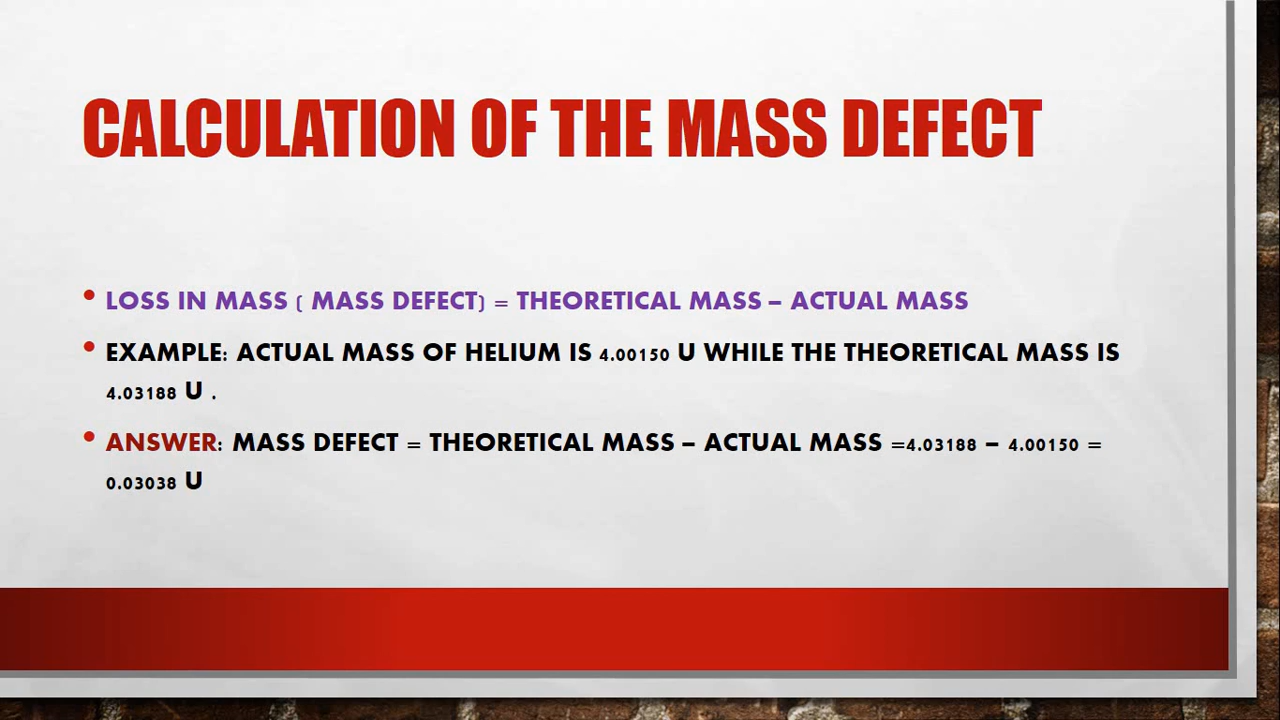 CALCULATION OF THE MASS DEFECT
• LOSS IN MASS ( MASS DEFECT) = THEORETICAL MASS – ACTUAL MASS
• EXAMPLE: ACTUAL MASS OF HELIUM IS 4.00150 U WHILE THE THEORETICAL MASS IS
4.03188 U .
• ANSWER: MASS DEFECT = THEORETICAL MASS – ACTUAL MASS =4.03188 – 4.00150 =
0.03038 U